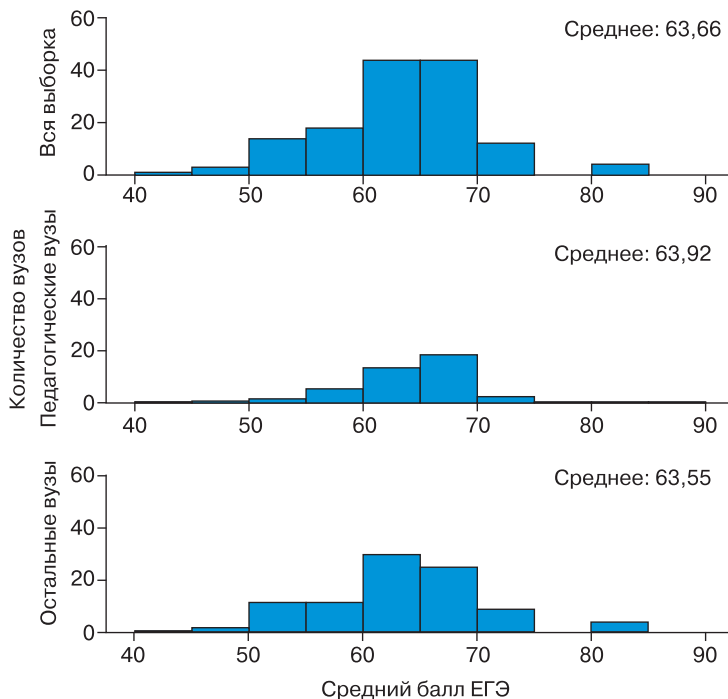 Количество вузов
Вся выборка
Среднее: 63,66
60
40
20
0
40 50 60 70 80 90
Педагогические вузы
Среднее: 63,92
60
40
20
0
40 50 60 70 80 90
Остальные вузы
Среднее: 63,55
60
40
20
0
40 50 60 70 80 90
Средний балл ЕГЭ